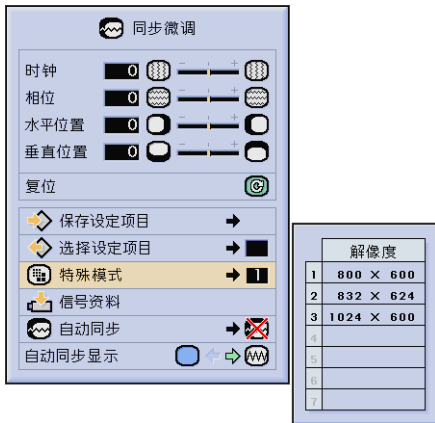 同步微调
时钟 0 - +
相位 0 - +
水平位置 0 - +
垂直位置 0 - +
复位
保存设定项目
选择设定项目
特殊模式 1
信号资料
自动同步
自动同步显示
解像度
1 800 × 600
2 832 × 624
3 1024 × 600
4
5
6
7